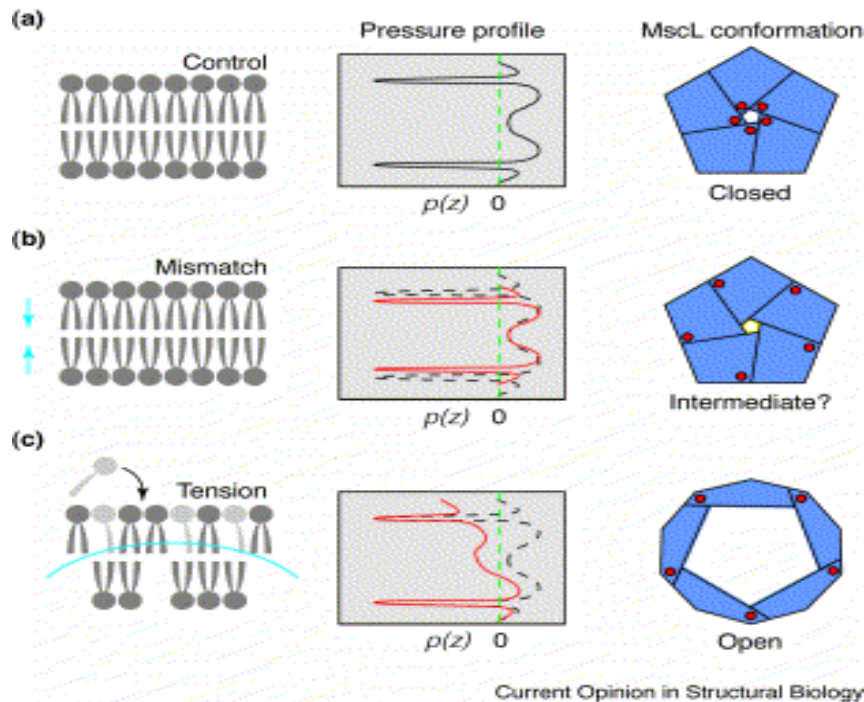 (a)
Pressure profile
MscL conformation
Control
p(z) 0
Closed
(b)
Mismatch
p(z) 0
Intermediate?
(c)
Tension
p(z) 0
Open
Current Opinion in Structural Biology